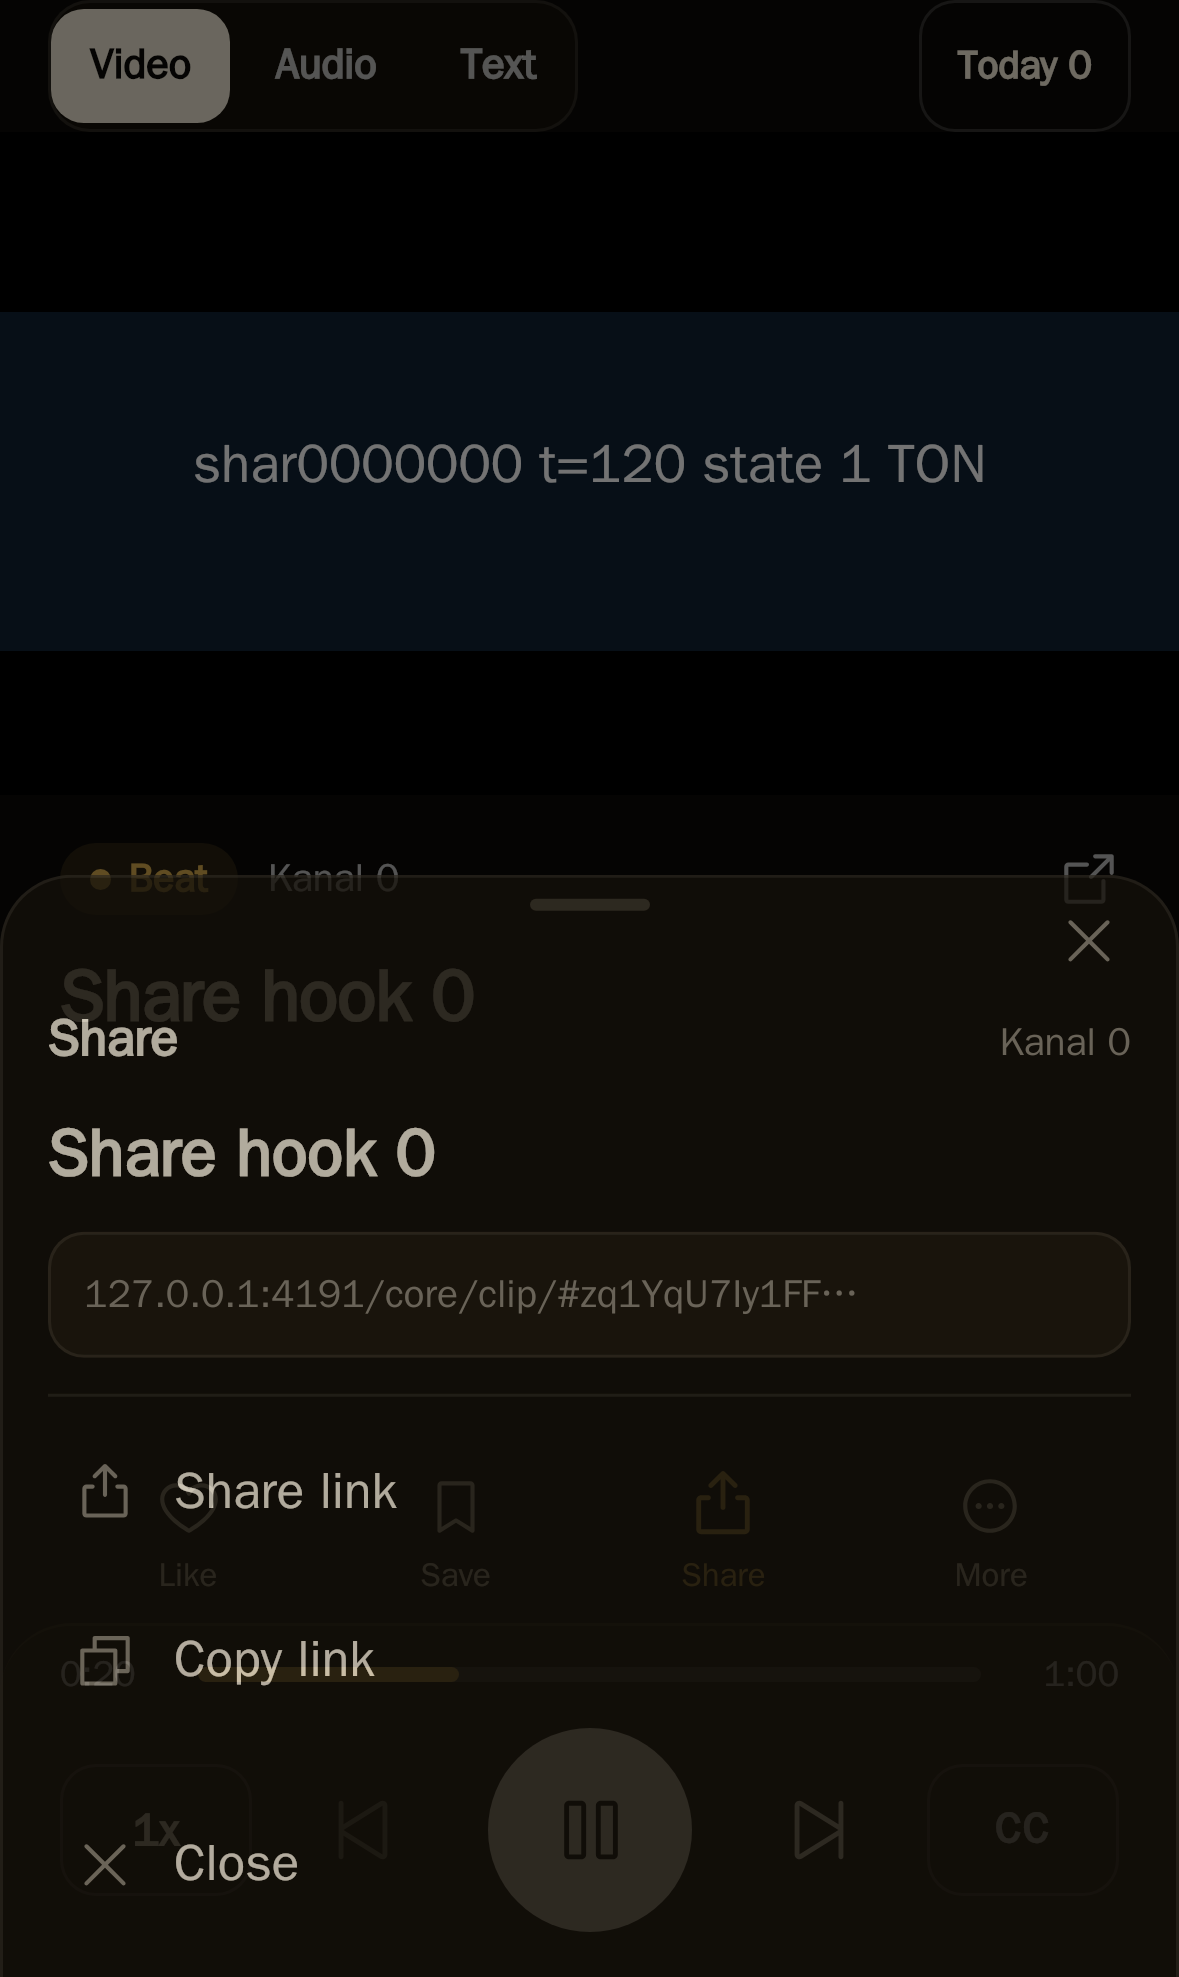 Video Audio Text Today 0
shar0000000 t=120 state 1 TON
Beat Kanal 0
Share hook 0
Share Kanal 0
Share hook 0
127.0.0.1:4191/core/clip/#zq1YqU7Iy1FF…
Share link
Like Save Share More
Copy link
0:20 1:00
1x CC
Close